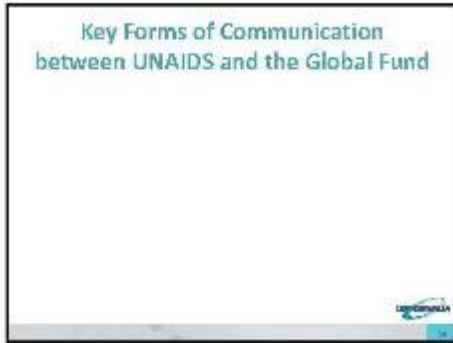 Key Forms of Communication
between UNAIDS and the Global Fund